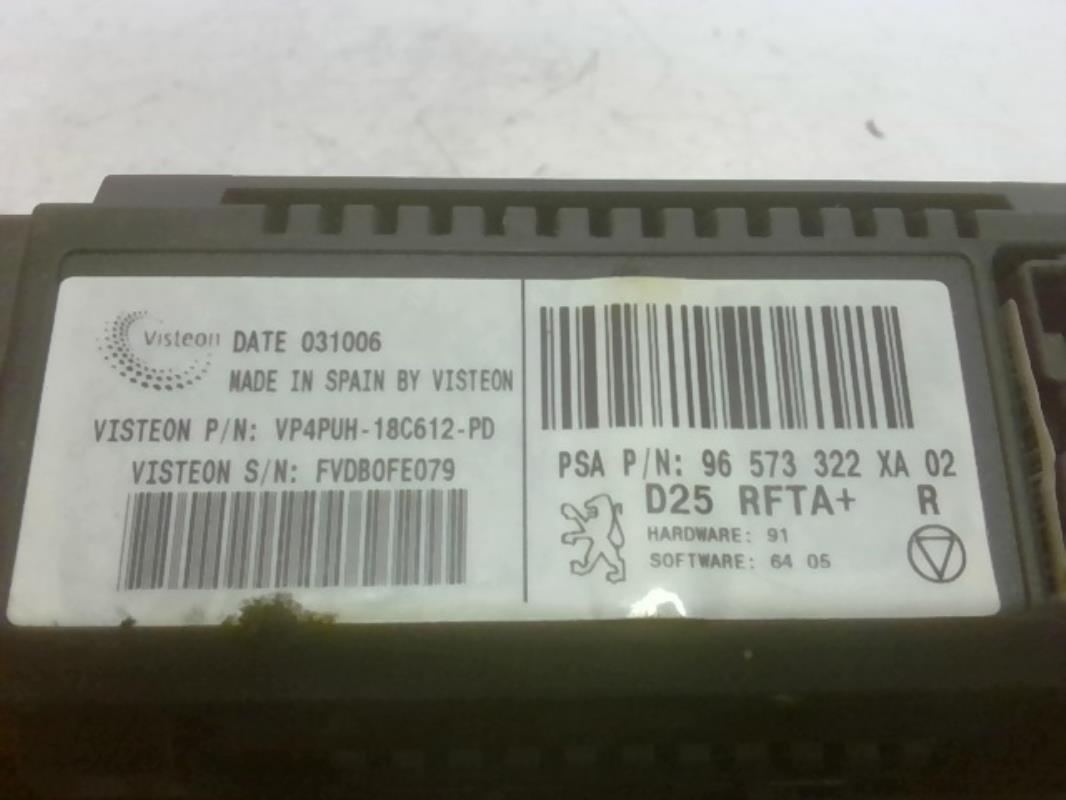 Visteon
DATE 031006
MADE IN SPAIN BY VISTEON
VISTEON P/N: VP4PUH-18C612-PD
VISTEON S/N: FVDB0FE079
PSA P/N: 96 573 322 XA 02
D25 RFTA+ R
HARDWARE: 91
SOFTWARE: 64 05